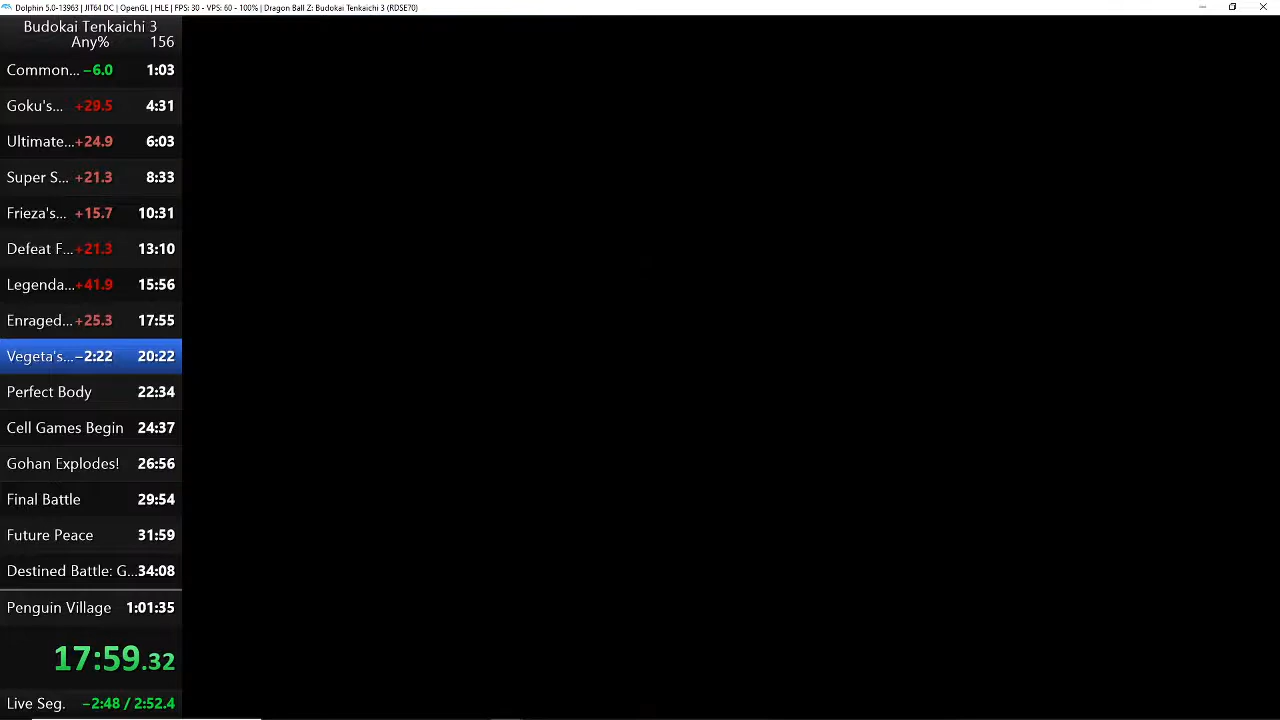 Dolphin 5.0-13963 | JIT64 DC | OpenGL | HLE | FPS: 30 - VPS: 60 - 100% | Dragon Ball Z: Budokai Tenkaichi 3 (RDSE70)
Budokai Tenkaichi 3
Any% 156
Common... −6.0 1:03
Goku's... +29.5 4:31
Ultimate...+24.9 6:03
Super S... +21.3 8:33
Frieza's... +15.7 10:31
Defeat F...+21.3 13:10
Legenda...+41.9 15:56
Enraged...+25.3 17:55
Vegeta's...−2:22 20:22
Perfect Body 22:34
Cell Games Begin 24:37
Gohan Explodes! 26:56
Final Battle 29:54
Future Peace 31:59
Destined Battle: G...34:08
Penguin Village 1:01:35
17:59.32
Live Seg. −2:48 / 2:52.4